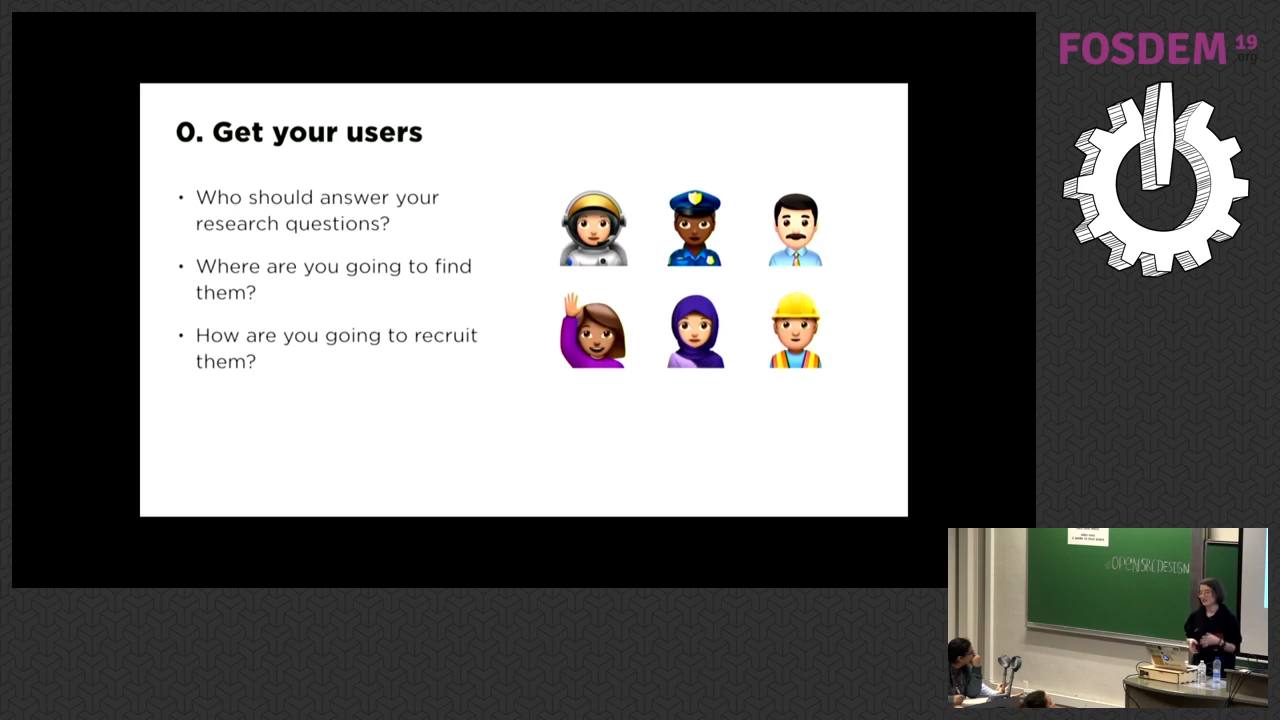 0. Get your users
• Who should answer your
research questions?
• Where are you going to find
them?
• How are you going to recruit
them?
FOSDEM 19
.org
#OPENSRCDESIGN